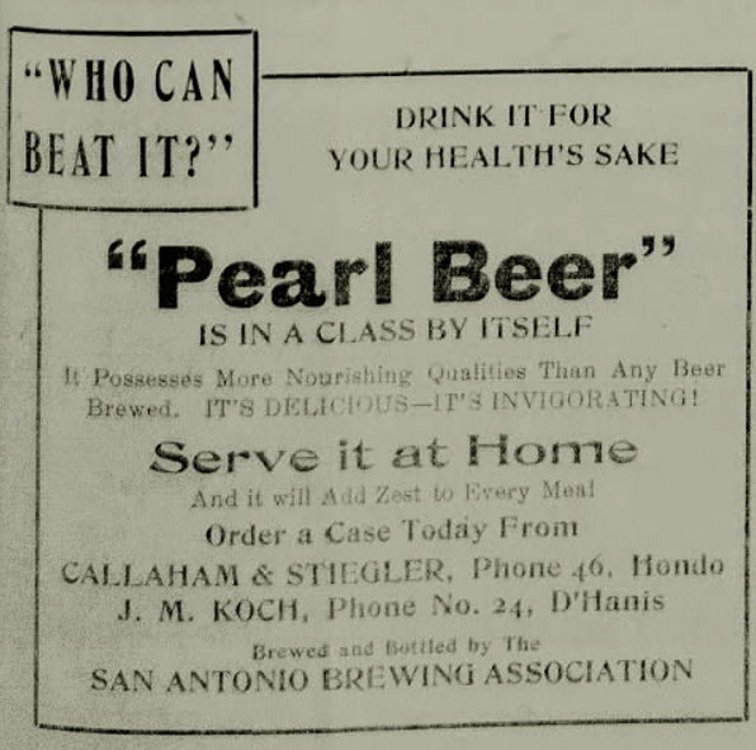 "WHO CAN
BEAT IT?"
DRINK IT FOR
YOUR HEALTH'S SAKE
"Pearl Beer"
IS IN A CLASS BY ITSELF
It Possesses More Nourishing Qualities Than Any Beer
Brewed. IT'S DELICIOUS—IT'S INVIGORATING!
Serve it at Home
And it will Add Zest to Every Meal
Order a Case Today From
CALLAHAM & STIEGLER, Phone 46, Hondo
J. M. KOCH, Phone No. 24, D'Hanis
Brewed and Bottled by The
SAN ANTONIO BREWING ASSOCIATION